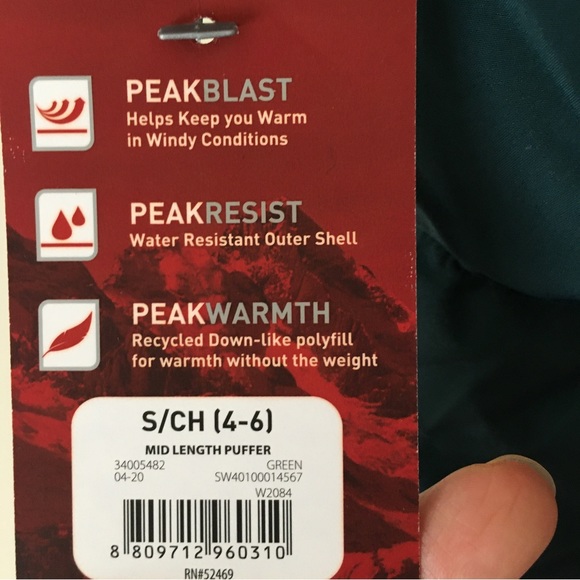 PEAKBLAST
Helps Keep you Warm
in Windy Conditions
PEAKRESIST
Water Resistant Outer Shell
PEAKWARMTH
Recycled Down-like polyfill
for warmth without the weight
S/CH (4-6)
MID LENGTH PUFFER
34005482 GREEN
04-20 SW40100014567
W2084
8 809712 960310
RN#52469